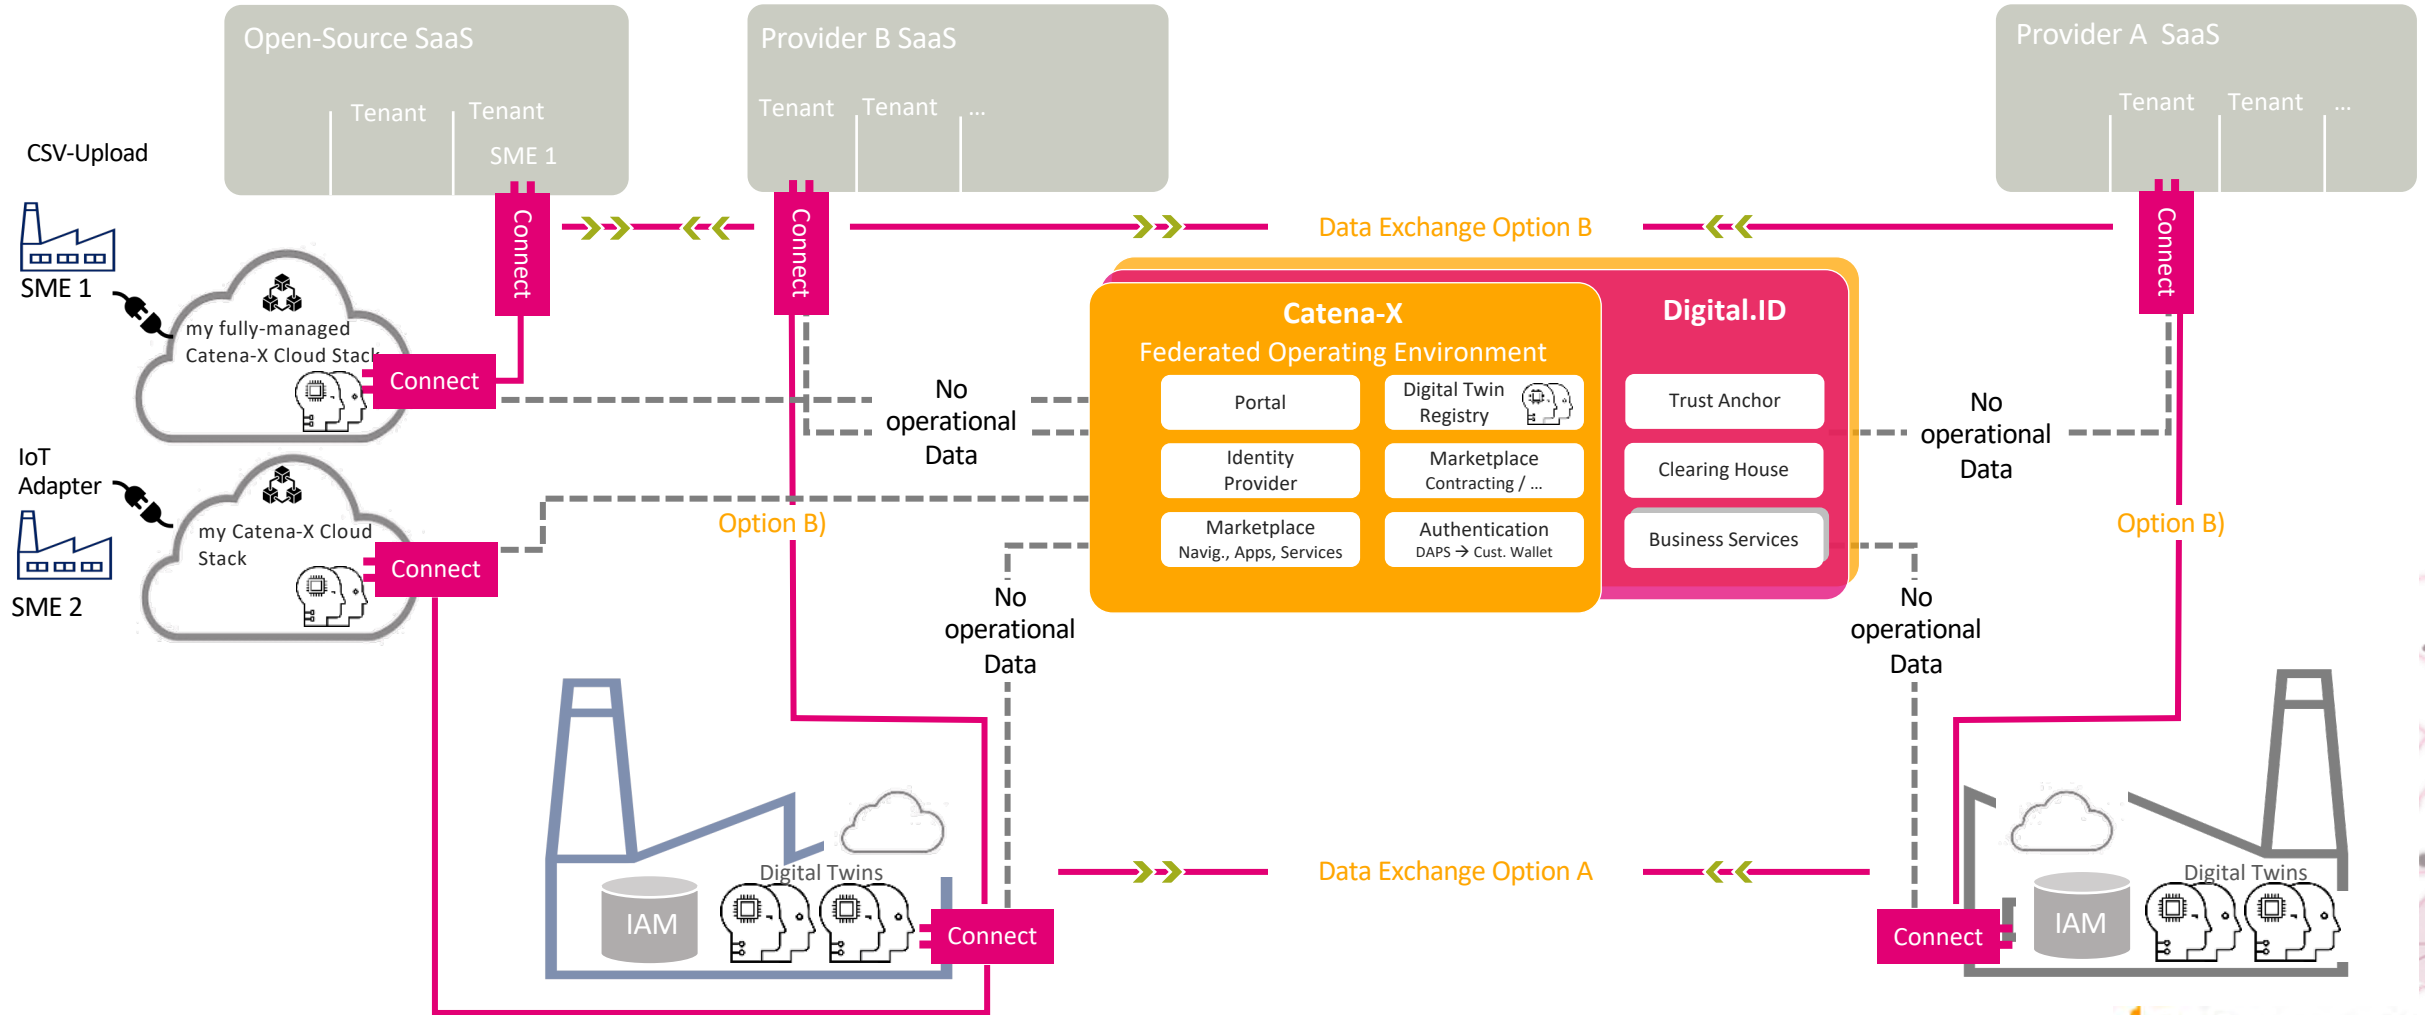 Open-Source SaaS
Tenant
Tenant
SME 1
Provider B SaaS
Tenant
Tenant
...
Provider A  SaaS
Tenant
Tenant
...
CSV-Upload
SME 1
my fully-managed
Catena-X Cloud Stack
Connect
Connect
Connect
Connect
Data Exchange Option B
IoT
Adapter
SME 2
my Catena-X Cloud
Stack
Connect
No
operational
Data
Option B)
Catena-X
Federated Operating Environment
Portal
Digital Twin
Registry
Identity
Provider
Marketplace
Contracting / ...
Marketplace
Navig., Apps, Services
Authentication
DAPS → Cust. Wallet
Digital.ID
Trust Anchor
Clearing House
Business Services
No
operational
Data
Option B)
No
operational
Data
No
operational
Data
Digital Twins
IAM
Connect
Data Exchange Option A
Connect
IAM
Digital Twins